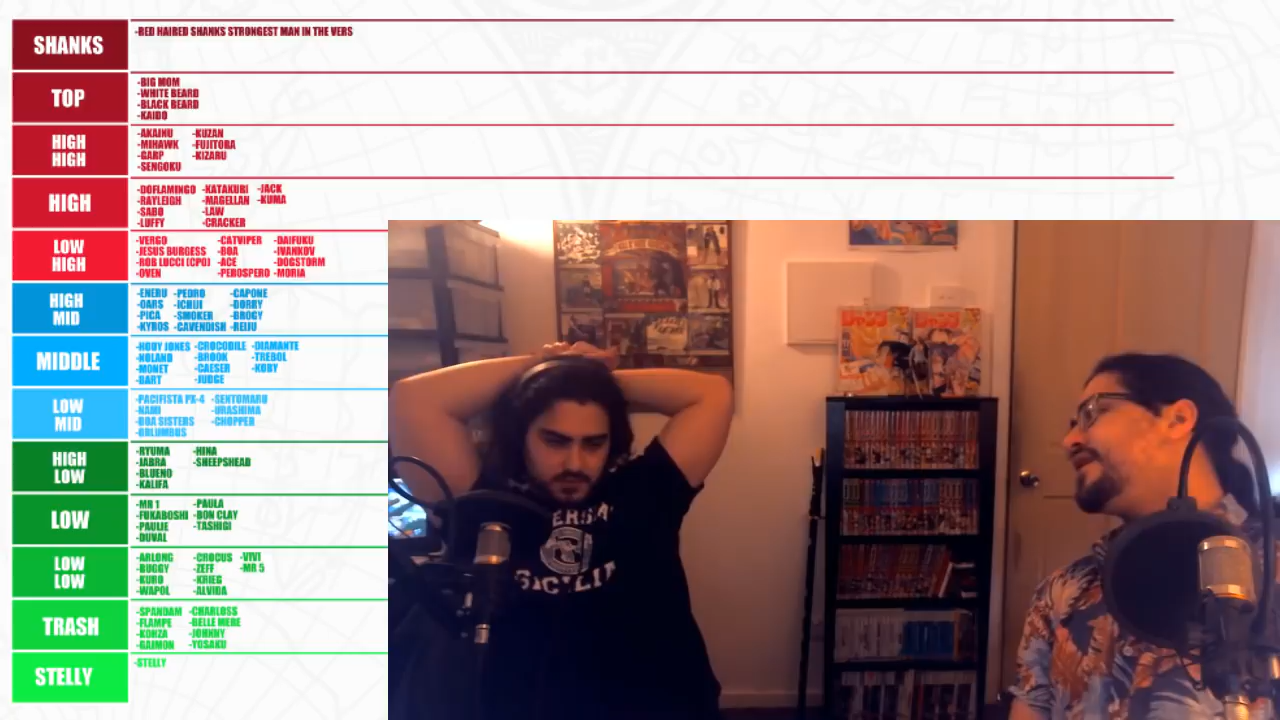 SHANKS
-RED HAIRED SHANKS STRONGEST MAN IN THE VERS
TOP
-BIG MOM
-WHITE BEARD
-BLACK BEARD
-KAIDO
HIGH HIGH
-AKAINU -KUZAN
-MIHAWK -FUJITORA
-GARP -KIZARU
-SENGOKU
HIGH
-DOFLAMINGO -KATAKURI -JACK
-RAYLEIGH -MAGELLAN -KUMA
-SABO -LAW
-LUFFY -CRACKER
LOW HIGH
-VERGO -CATVIPER -DAIFUKU
-JESUS BURGESS -BOA -IVANKOV
-ROB LUCCI (CPO) -ACE -DOGSTORM
-OVEN -PEROSPERO -MORIA
HIGH MID
-ENERU -PEDRO -CAPONE
-OARS -ICHIJI -DORRY
-PICA -SMOKER -BROGY
-KYROS -CAVENDISH -REIJU
MIDDLE
-HODY JONES -CROCODILE -DIAMANTE
-NOLAND -BROOK -TREBOL
-MONET -CAESER -KOBY
-DART -JUDGE
LOW MID
-PACIFISTA PX-4 -SENTOMARU
-NAMI -URASHIMA
-BOA SISTERS -CHOPPER
-ORLUMBUS
HIGH LOW
-RYUMA -HINA
-JABRA -SHEEPSHEAD
-BLUENO
-KALIFA
LOW
-MR 1 -PAULA
-FUKABOSHI -BON CLAY
-PAULIE -TASHIGI
-DUVAL
LOW LOW
-ARLONG -CROCUS -VIVI
-BUGGY -ZEFF -MR 5
-KURO -KRIEG
-WAPOL -ALVIDA
TRASH
-SPANDAM -CHARLOSS
-FLAMPE -BELLE MERE
-KOHZA -JOHNNY
-GAIMON -YOSAKU
STELLY
-STELLY